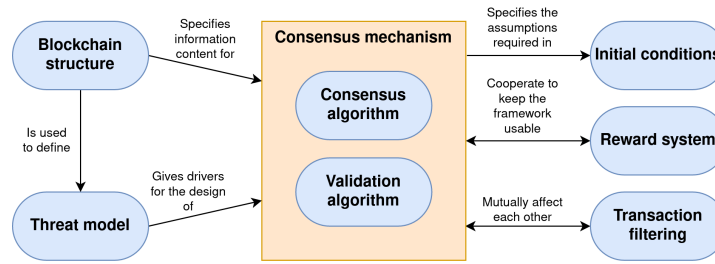 Blockchain
structure
Specifies
information
content for
Is used
to define
Threat model
Gives drivers
for the design
of
Consensus mechanism
Consensus
algorithm
Validation
algorithm
Specifies the
assumptions
required in
Initial conditions
Cooperate to
keep the
framework
usable
Reward system
Mutually affect
each other
Transaction
filtering